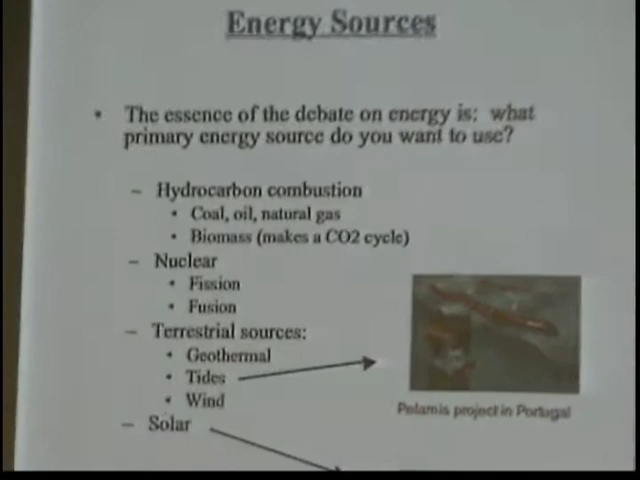 Energy Sources
• The essence of the debate on energy is: what
primary energy source do you want to use?
– Hydrocarbon combustion
• Coal, oil, natural gas
• Biomass (makes a CO2 cycle)
– Nuclear
• Fission
• Fusion
– Terrestrial sources:
• Geothermal
• Tides
• Wind
– Solar
Pelamis project in Portugal